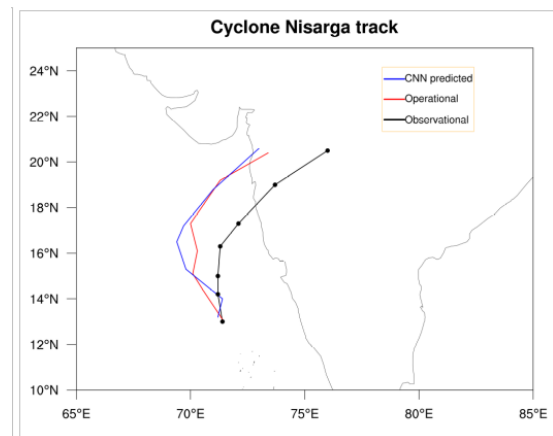 Cyclone Nisarga track
24°N
22°N
20°N
18°N
16°N
14°N
12°N
10°N
65°E
70°E
75°E
80°E
85°E
CNN predicted
Operational
Observational